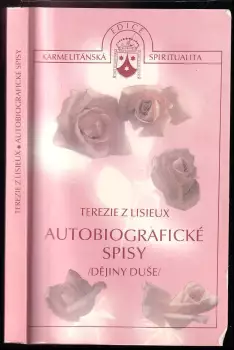 EDICE
KARMELITÁNSKÁ SPIRITUALITA
TEREZIE Z LISIEUX
AUTOBIOGRAFICKÉ
SPISY
/DĚJINY DUŠE/
TEREZIE Z LISIEUX ● AUTOBIOGRAFICKÉ SPISY